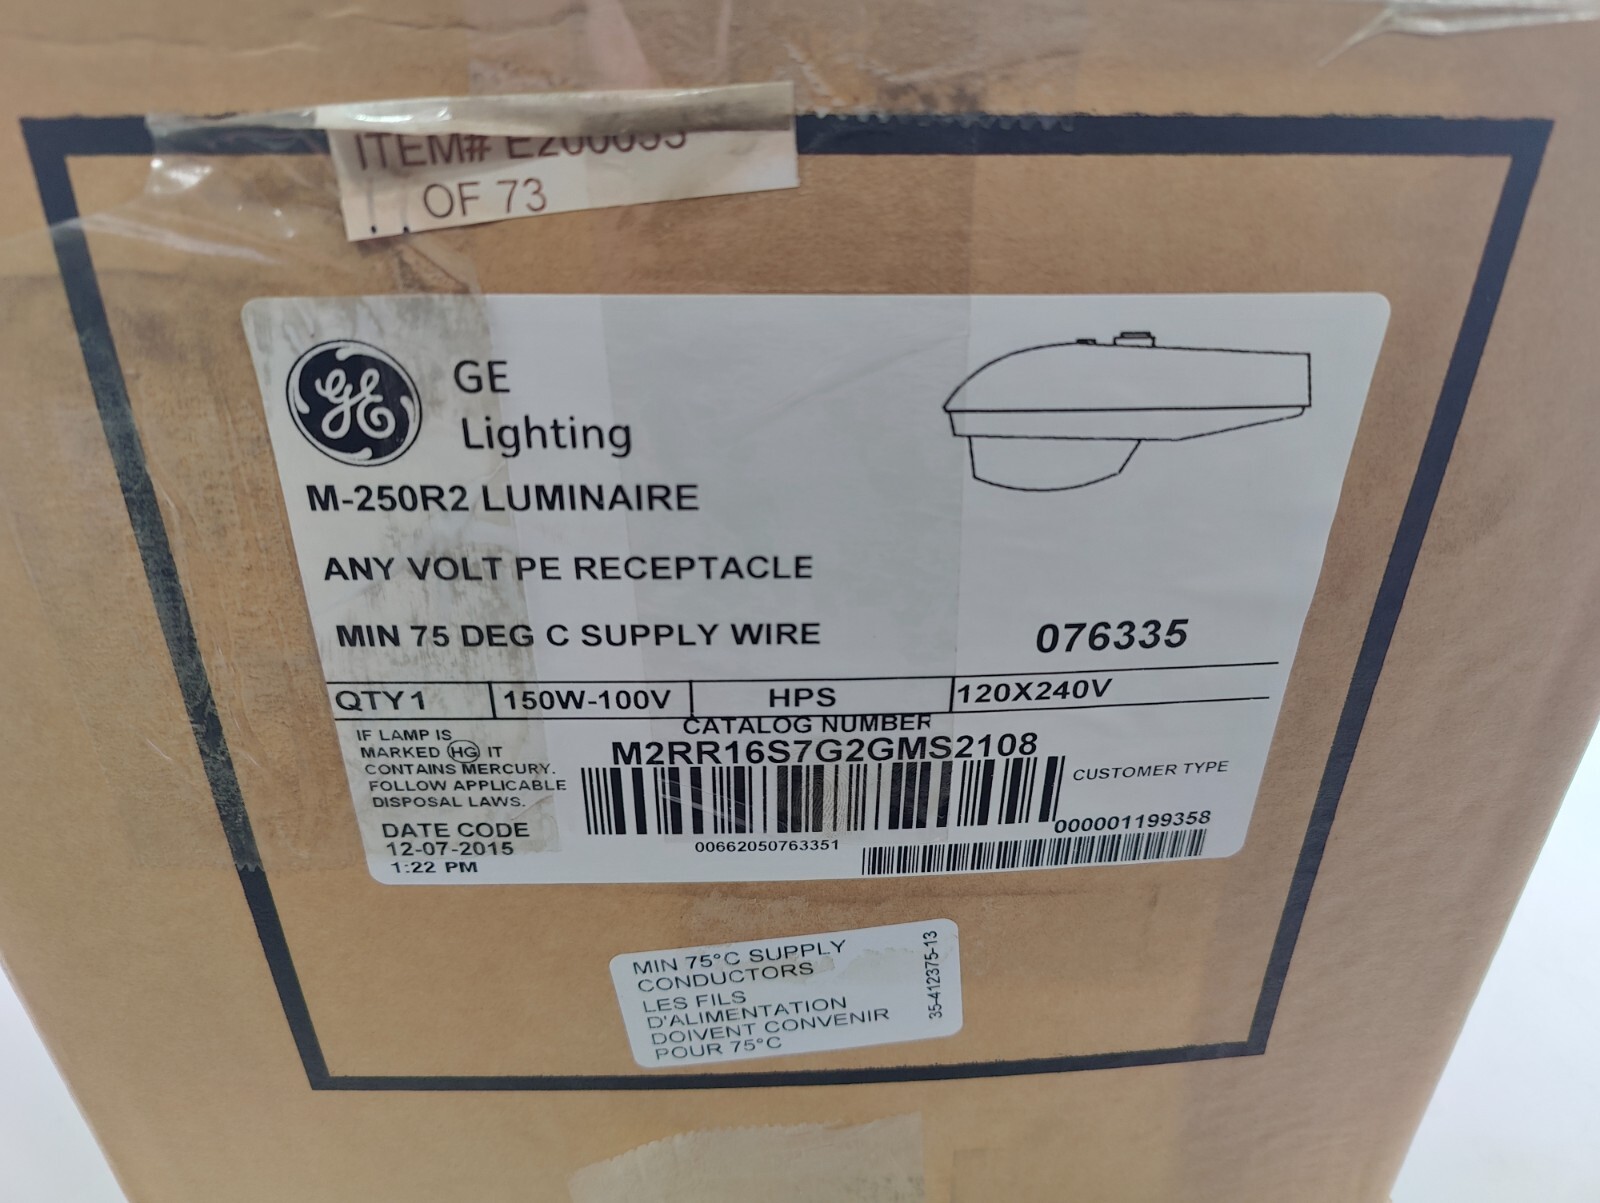 ITEM#
OF 73
GE
GE
Lighting
M-250R2 LUMINAIRE
ANY VOLT PE RECEPTACLE
MIN 75 DEG C SUPPLY WIRE
076335
QTY 1 150W-100V HPS 120X240V
CATALOG NUMBER
M2RR16S7G2GMS2108
IF LAMP IS
MARKED HG IT
CONTAINS MERCURY.
FOLLOW APPLICABLE
DISPOSAL LAWS.
CUSTOMER TYPE
DATE CODE
12-07-2015
1:22 PM
00662050763351
000001199358
MIN 75°C SUPPLY
CONDUCTORS
LES FILS
D'ALIMENTATION
DOIVENT CONVENIR
POUR 75°C
35-412375-13